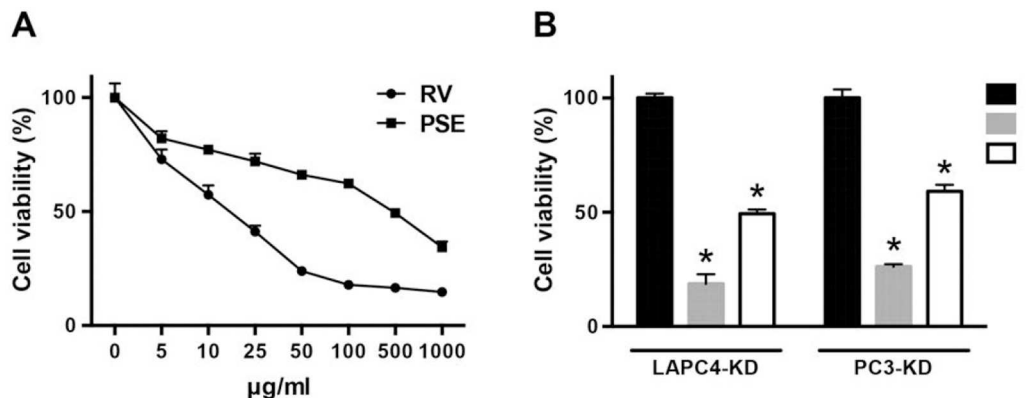 A
Cell viability (%)
100
50
0
RV
PSE
0 5 10 25 50 100 500 1000
µg/ml
B
Cell viability (%)
100
50
0
* * * *
LAPC4-KD PC3-KD